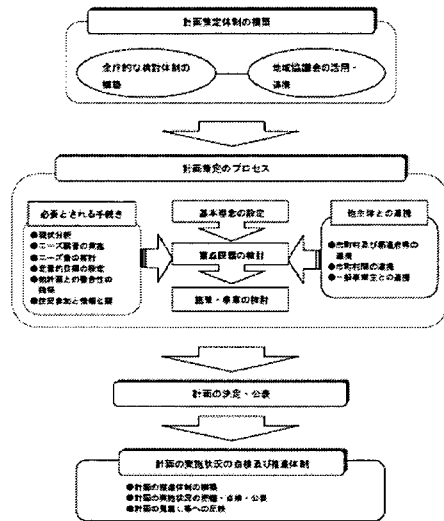 計画策定体制の構築
全庁的な検討体制の
構築
地域協議会の活用・
連携
計画策定のプロセス
必要とされる手続き
●現状分析
●ニーズ調査の実施
●ニーズ量の推計
●定量的目標の設定
●他計画との整合性の
確保
●住民参加と情報公開
基本理念の設定
重点課題の検討
施策・事業の検討
他主体との連携
●市町村及び都道府県の
連携
●市町村間の連携
●一般事業主との連携
計画の決定・公表
計画の実施状況の点検及び推進体制
●計画の推進体制の構築
●計画の実施状況の把握・点検・公表
●計画の見直し等への反映